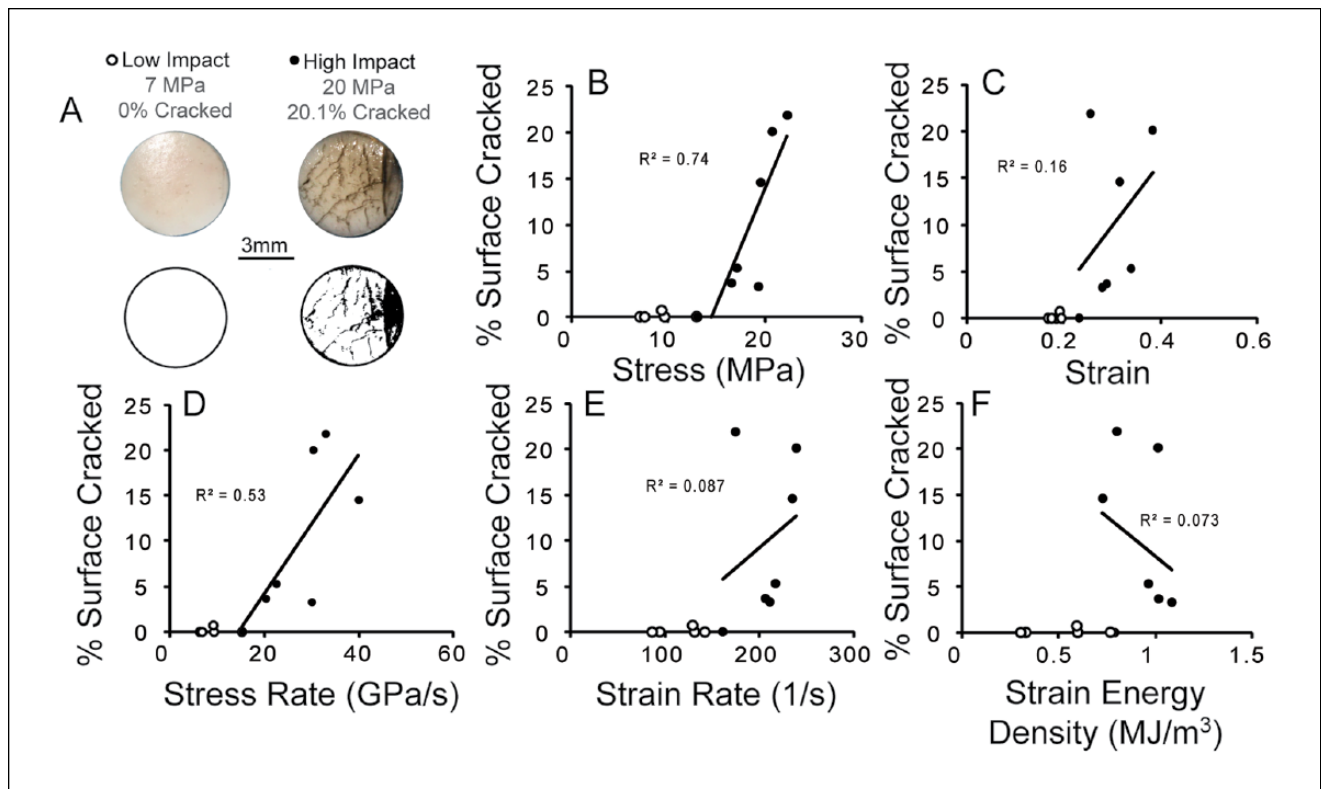 A
Low Impact
7 MPa
0% Cracked
High Impact
20 MPa
20.1% Cracked
3mm
B
% Surface Cracked
25
20
15
10
5
0
R² = 0.74
0
10
20
30
Stress (MPa)
C
% Surface Cracked
25
20
15
10
5
0
R² = 0.16
0
0.2
0.4
0.6
Strain
D
% Surface Cracked
25
20
15
10
5
0
R² = 0.53
0
20
40
60
Stress Rate (GPa/s)
E
% Surface Cracked
25
20
15
10
5
0
R² = 0.087
0
100
200
300
Strain Rate (1/s)
F
% Surface Cracked
25
20
15
10
5
0
R² = 0.073
0
0.5
1
1.5
Strain Energy
Density (MJ/m³)